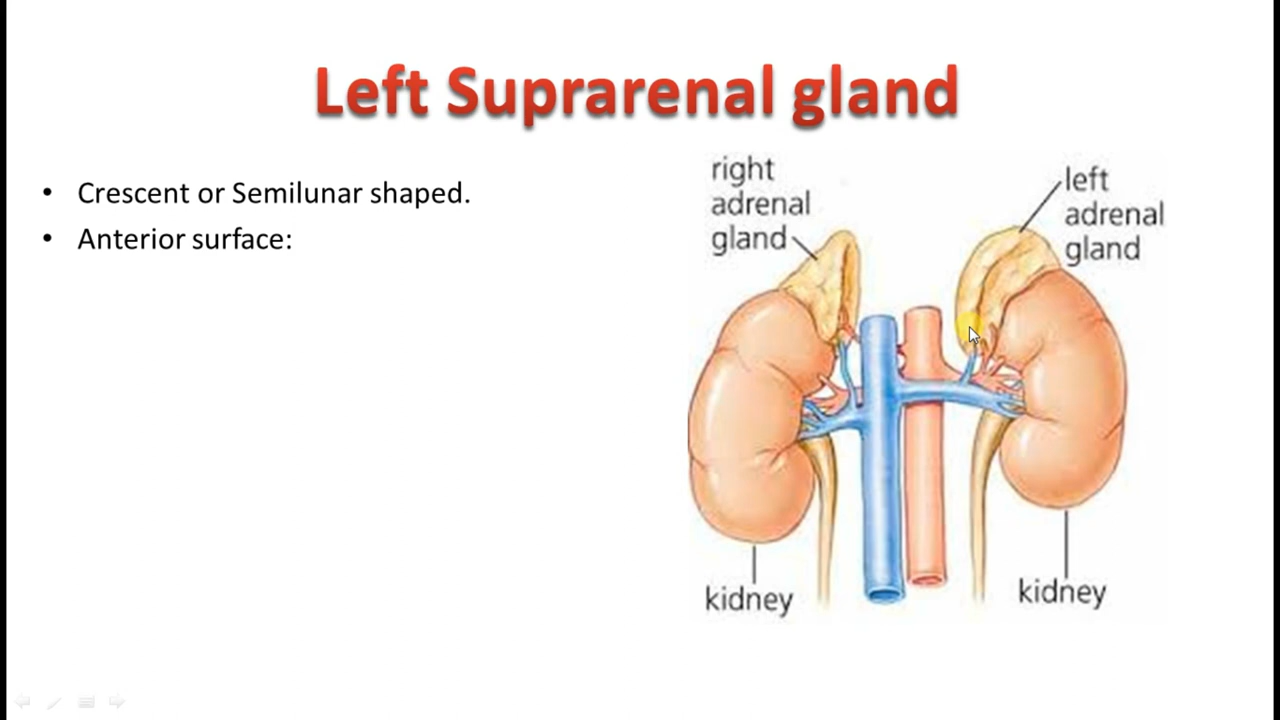 Left Suprarenal gland
• Crescent or Semilunar shaped.
• Anterior surface:
right
adrenal
gland
left
adrenal
gland
kidney
kidney